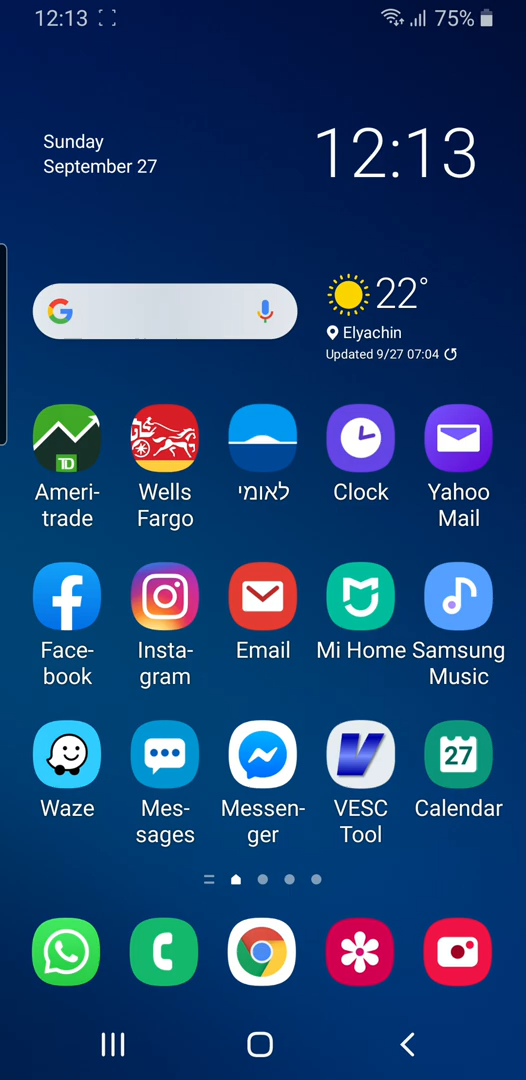 12:13 75%
Sunday
September 27
12:13
22°
Elyachin
Updated 9/27 07:04
TD
Ameri-
trade
Wells
Fargo
לאומי
Clock
Yahoo
Mail
Face-
book
Insta-
gram
Email
Mi Home
Samsung
Music
Waze
Mes-
sages
Messen-
ger
V
VESC
Tool
27
Calendar